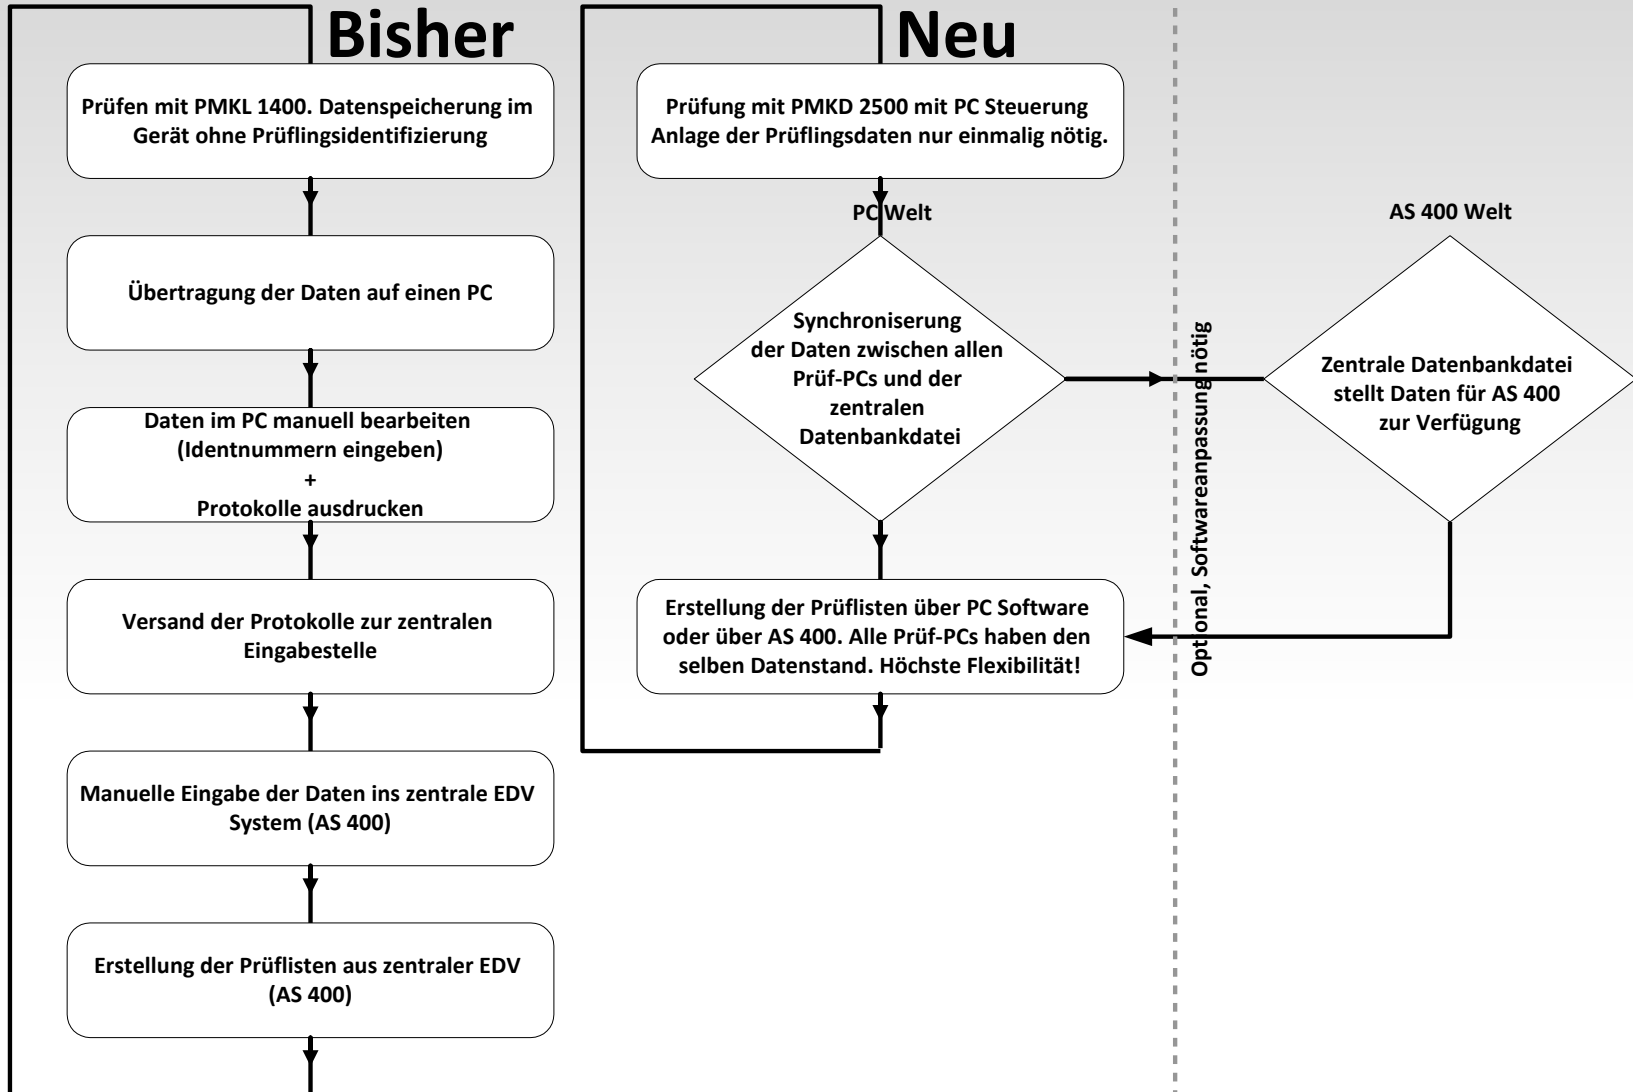 Bisher
Prüfen mit PMKL 1400. Datenspeicherung im
Gerät ohne Prüflingsidentifizierung
Übertragung der Daten auf einen PC
Daten im PC manuell bearbeiten
(Identnummern eingeben)
+
Protokolle ausdrucken
Versand der Protokolle zur zentralen
Eingabestelle
Manuelle Eingabe der Daten ins zentrale EDV
System (AS 400)
Erstellung der Prüflisten aus zentraler EDV
(AS 400)
Neu
Prüfung mit PMKD 2500 mit PC Steuerung
Anlage der Prüflingsdaten nur einmalig nötig.
PC Welt
Synchroniserung
der Daten zwischen allen
Prüf-PCs und der
zentralen
Datenbankdatei
Erstellung der Prüflisten über PC Software
oder über AS 400. Alle Prüf-PCs haben den
selben Datenstand. Höchste Flexibilität!
Optional, Softwareanpassung nötig
AS 400 Welt
Zentrale Datenbankdatei
stellt Daten für AS 400
zur Verfügung